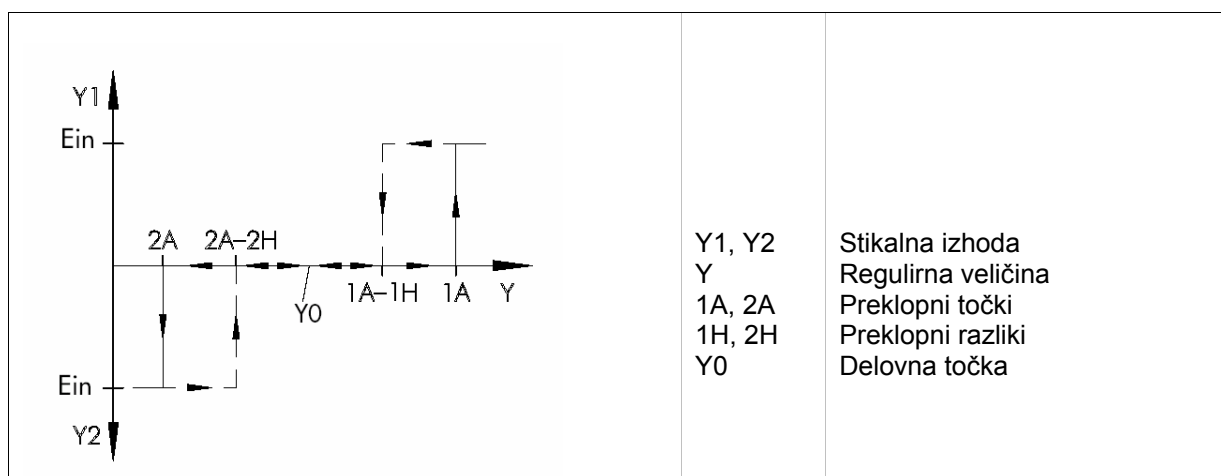 Y1
Ein
2A 2A–2H
Y0
1A–1H 1A Y
Ein
Y2
Y1, Y2 Stikalna izhoda
Y Regulirna veličina
1A, 2A Preklopni točki
1H, 2H Preklopni razliki
Y0 Delovna točka